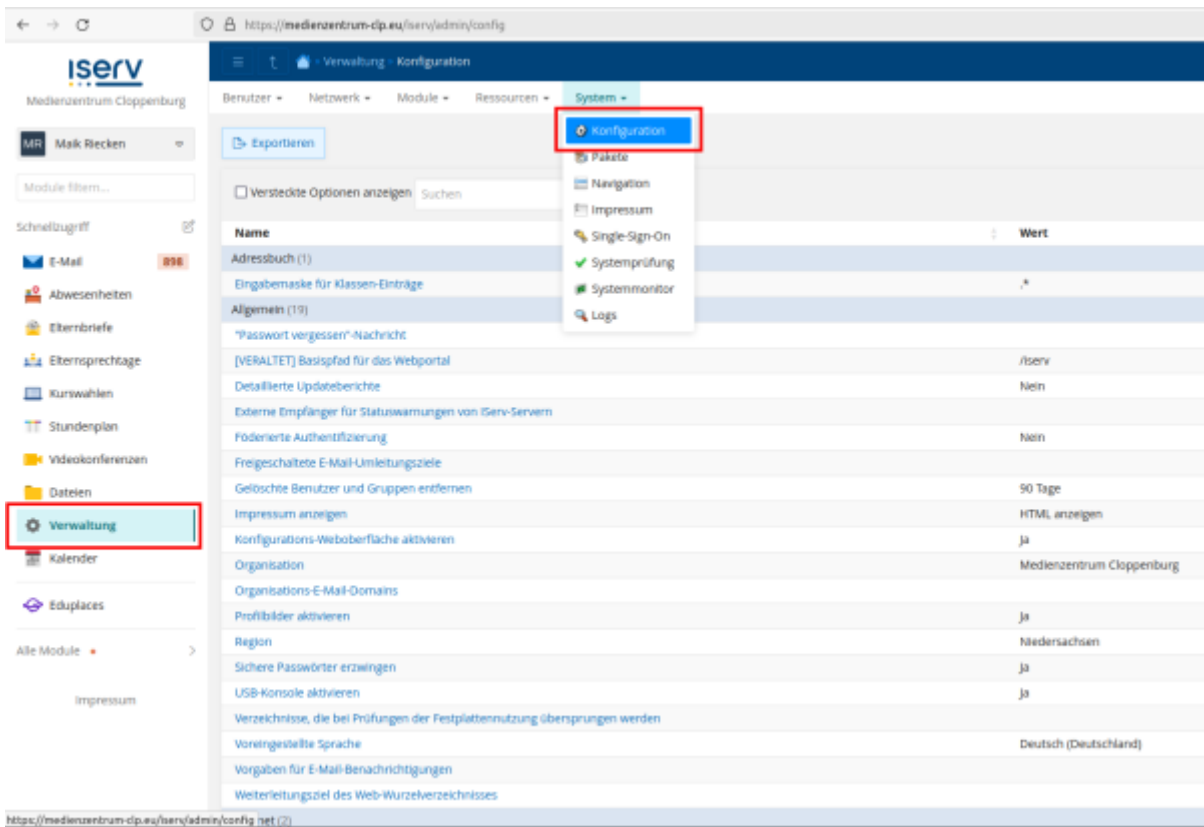 https://medienzentrum-clp.eu/iserv/admin/config
ISerV
Medienzentrum Cloppenburg
MR Maik Riecken
Module filtern...
Schnellzugriff
E-Mail 898
Abwesenheiten
Elternbriefe
Elternsprechtage
Kurswahlen
Stundenplan
Videokonferenzen
Dateien
Verwaltung
Kalender
Eduplaces
Alle Module
Impressum
Verwaltung Konfiguration
Benutzer Netzwerk Module Ressourcen System
Konfiguration
Pakete
Navigation
Impressum
Single-Sign-On
Systemprüfung
Systemmonitor
Logs
Exportieren
Versteckte Optionen anzeigen Suchen
Name Wert
Adressbuch (1)
Eingabemaske für Klassen-Einträge .*
Allgemein (19)
"Passwort vergessen"-Nachricht
[VERALTET] Basispfad für das Webportal /iserv
Detaillierte Updateberichte Nein
Externe Empfänger für Statuswarnungen von IServ-Servern
Föderierte Authentifizierung Nein
Freigeschaltete E-Mail-Umleitungsziele
Gelöschte Benutzer und Gruppen entfernen 90 Tage
Impressum anzeigen HTML anzeigen
Konfigurations-Weboberfläche aktivieren Ja
Organisation Medienzentrum Cloppenburg
Organisations-E-Mail-Domains
Profilbilder aktivieren Ja
Region Niedersachsen
Sichere Passwörter erzwingen Ja
USB-Konsole aktivieren Ja
Verzeichnisse, die bei Prüfungen der Festplattennutzung übersprungen werden
Voreingestellte Sprache Deutsch (Deutschland)
Vorgaben für E-Mail-Benachrichtigungen
Weiterleitungsziel des Web-Wurzelverzeichnisses
https://medienzentrum-clp.eu/iserv/admin/config net (2)